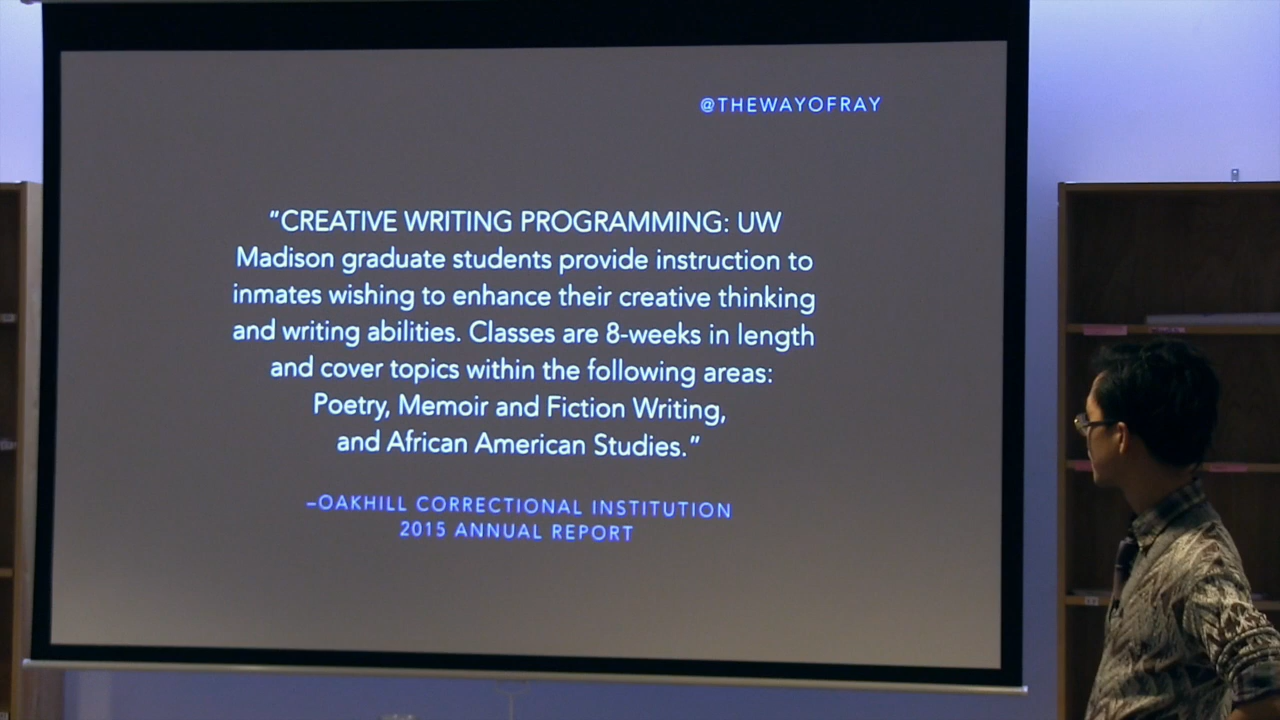 @THEWAYOFRAY
"CREATIVE WRITING PROGRAMMING: UW
Madison graduate students provide instruction to
inmates wishing to enhance their creative thinking
and writing abilities. Classes are 8-weeks in length
and cover topics within the following areas:
Poetry, Memoir and Fiction Writing,
and African American Studies."
–OAKHILL CORRECTIONAL INSTITUTION
2015 ANNUAL REPORT